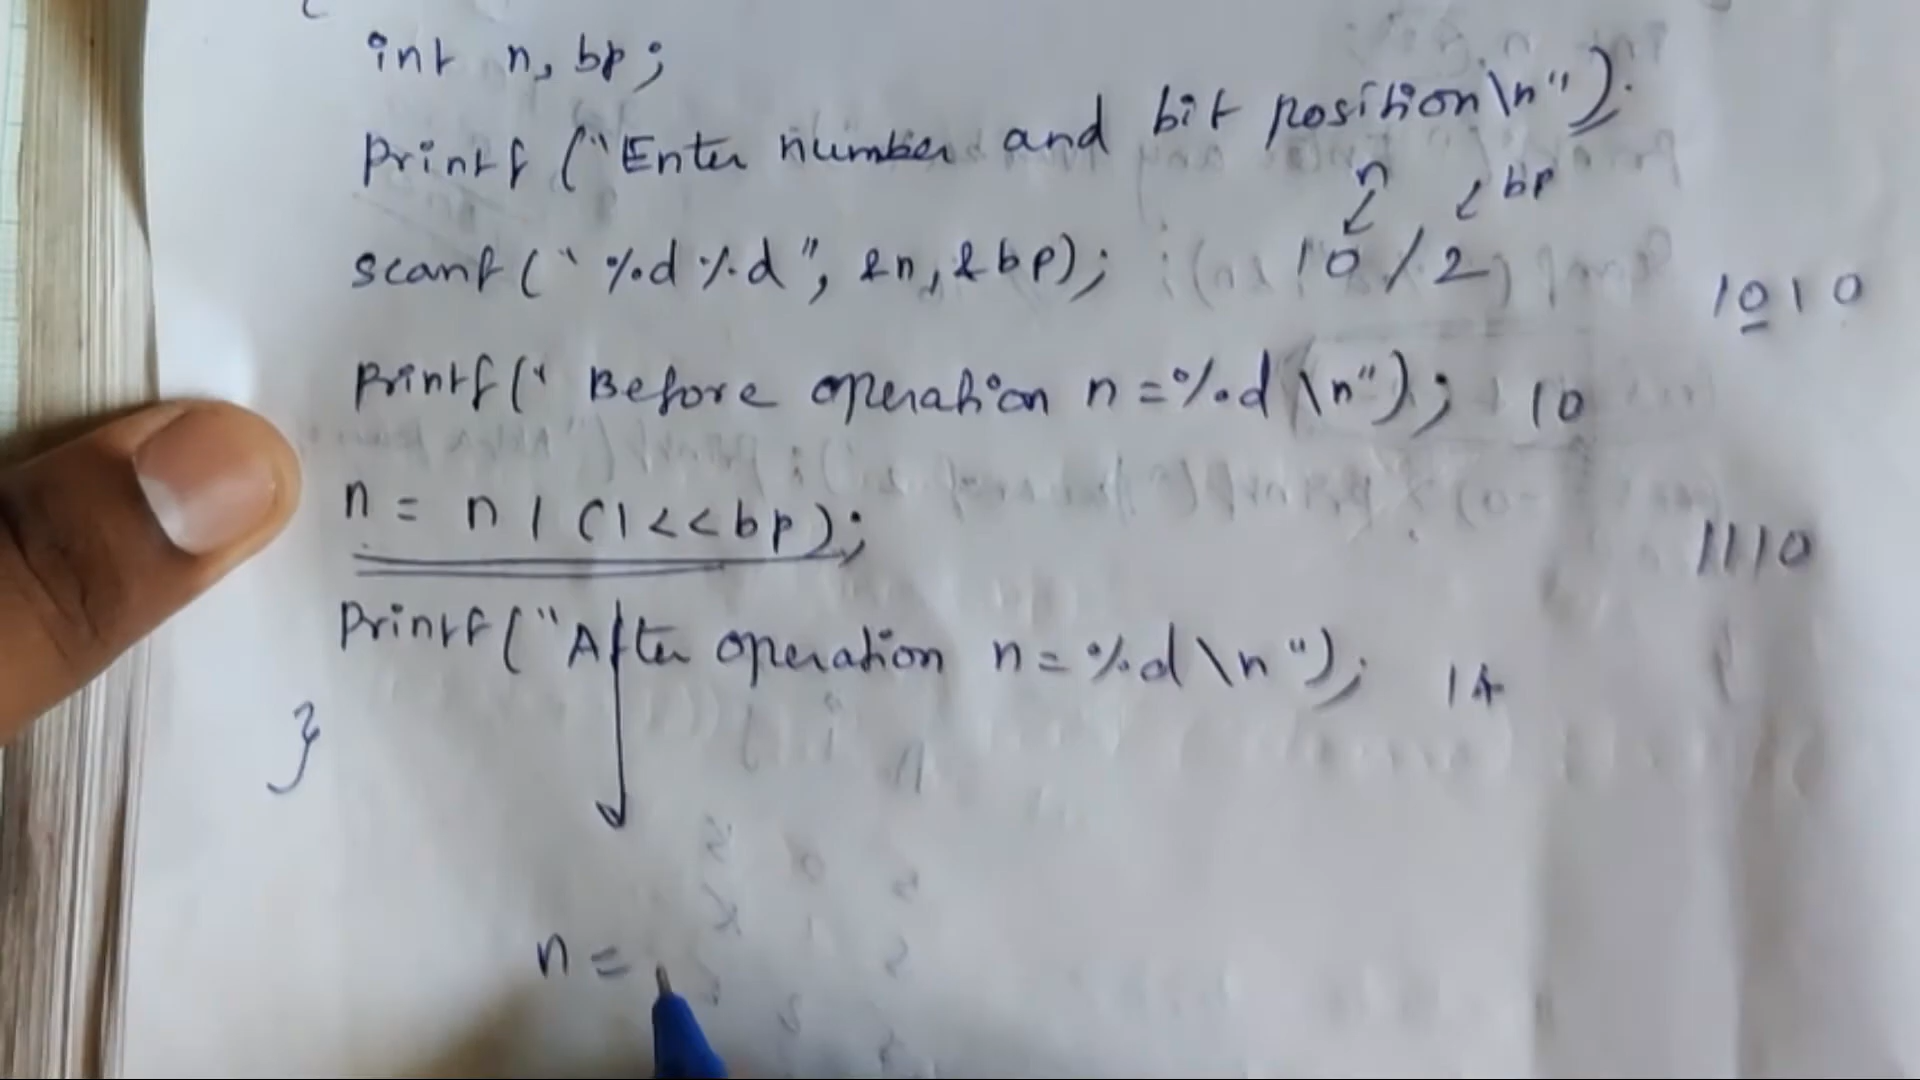 int n, bp;
printf ("Enter number and bit position\n").
n bp
scanf ("%d %d", &n, &bp); 10 / 2
1010
printf(" Before operation n=%d \n"); 10
n = n | (1<<bp);
1110
printf("After operation n=%d\n"); 14
}
n =